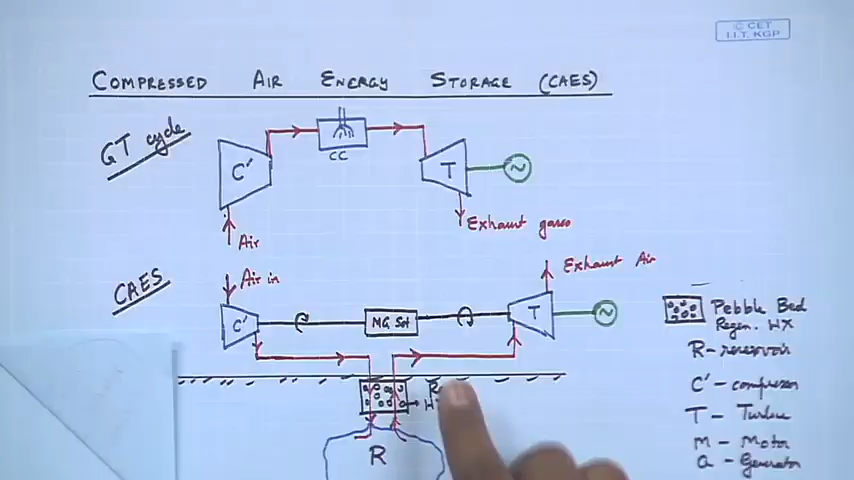 © CET
I.I.T. KGP
COMPRESSED AIR ENERGY STORAGE (CAES)
GT cycle
C'
CC
T
~
Air
Exhaust gases
CAES
Air in
Exhaust Air
C'
MG Set
T
~
R
Pebble Bed
Regen. HX
R-reservoir
C'-compressor
T - Turbine
M - Motor
G - Generator